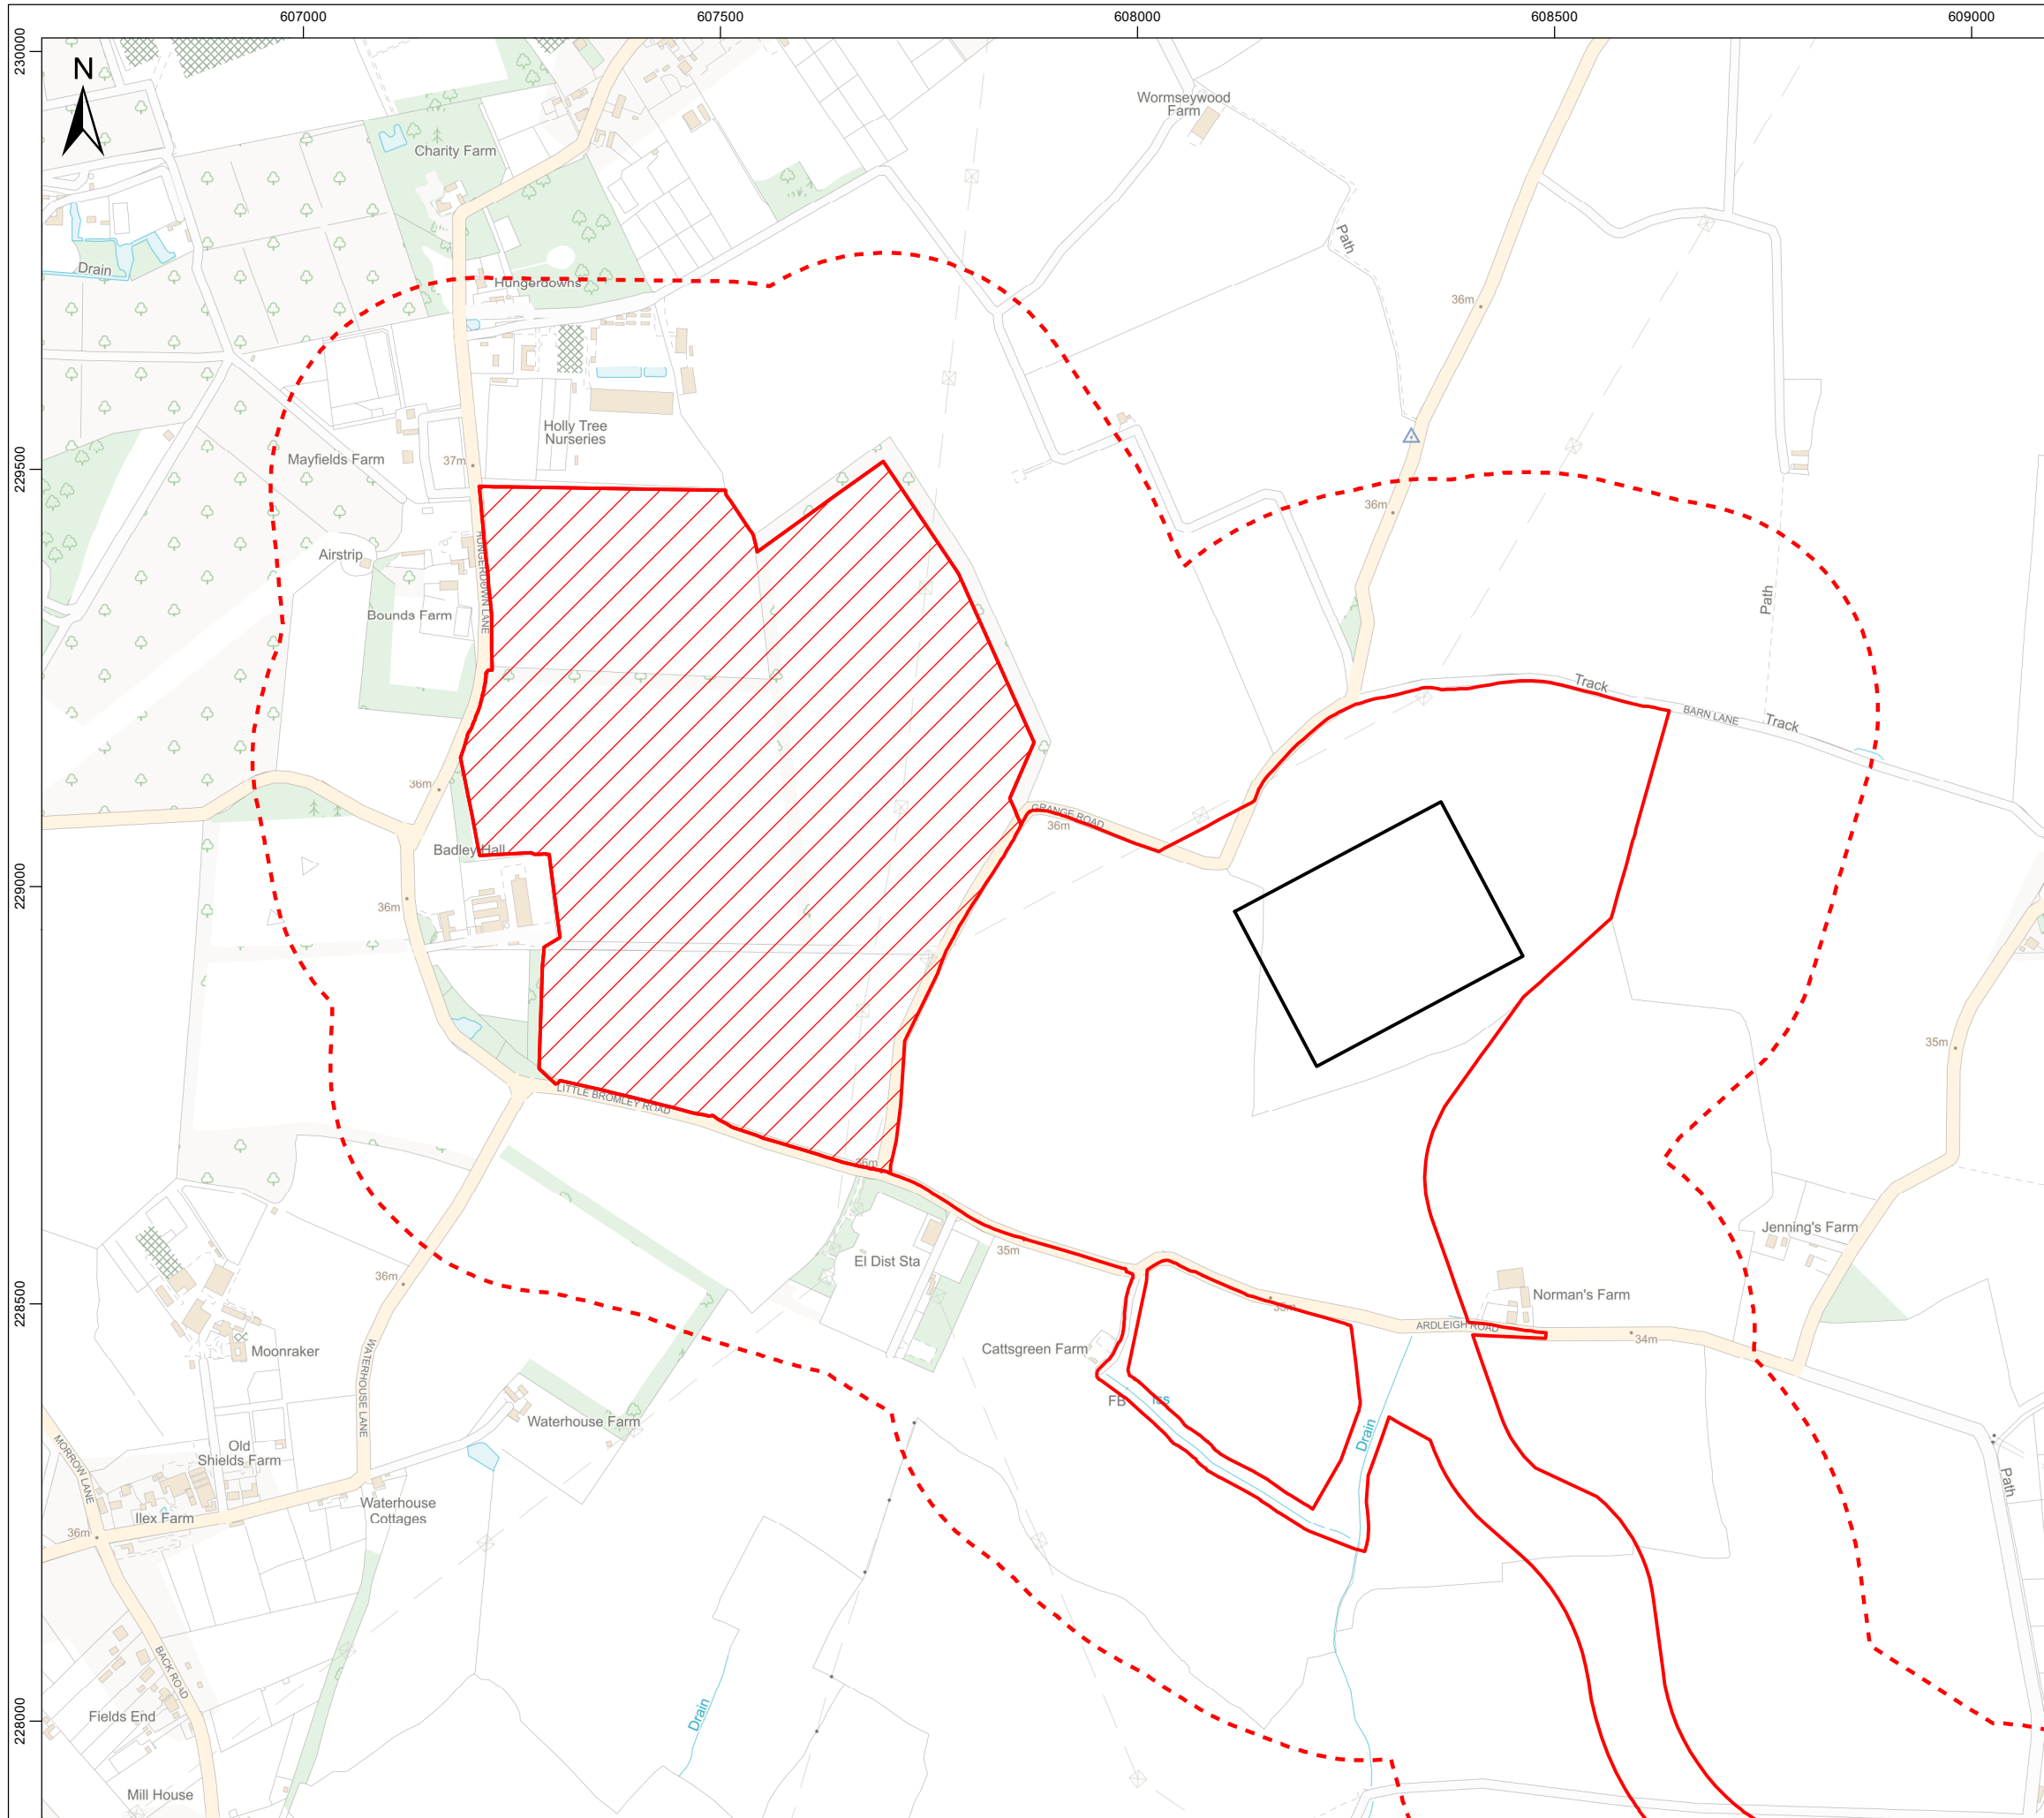 607000
607500
608000
608500
609000
230000
N
Wormseywood
Farm
Charity Farm
Path
Drain
Hungerdowns
36m
Holly Tree
Nurseries
Mayfields Farm
37m
229500
36m
Airstrip
HUNGERDOWN LANE
Path
Bounds Farm
Track
BARN LANE
Track
36m
GRANGE ROAD
36m
Badley Hall
229000
36m
35m
LITTLE BROMLEY ROAD
36m
Jenning's Farm
35m
El Dist Sta
36m
Norman's Farm
228500
35m
ARDLEIGH ROAD
34m
Cattsgreen Farm
Moonraker
WATERHOUSE LANE
FB
Iss
Waterhouse Farm
Drain
Old
Shields Farm
MORROW LANE
Path
Waterhouse
Cottages
Ilex Farm
36m
BACK ROAD
228000
Drain
Fields End
Mill House